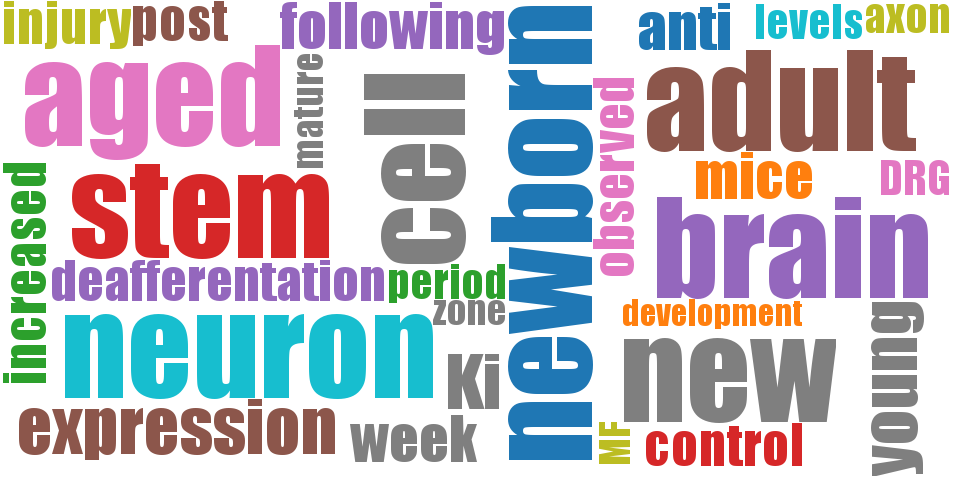 injury
post
following
anti
levels
axon
aged
mature
cell
newborn
observed
adult
mice
DRG
increased
stem
brain
deafferentation
period
zone
development
neuron
Ki
new
young
expression
week
MF
control